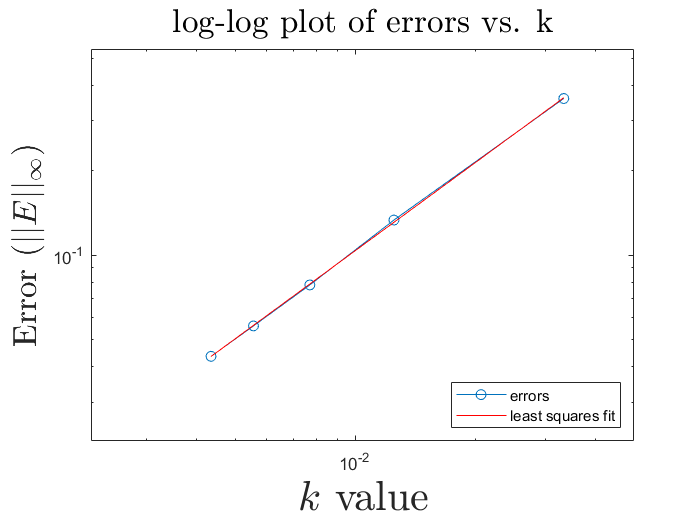 log-log plot of errors vs. k
Error (||E||∞)
10-1
errors
least squares fit
10-2
k value